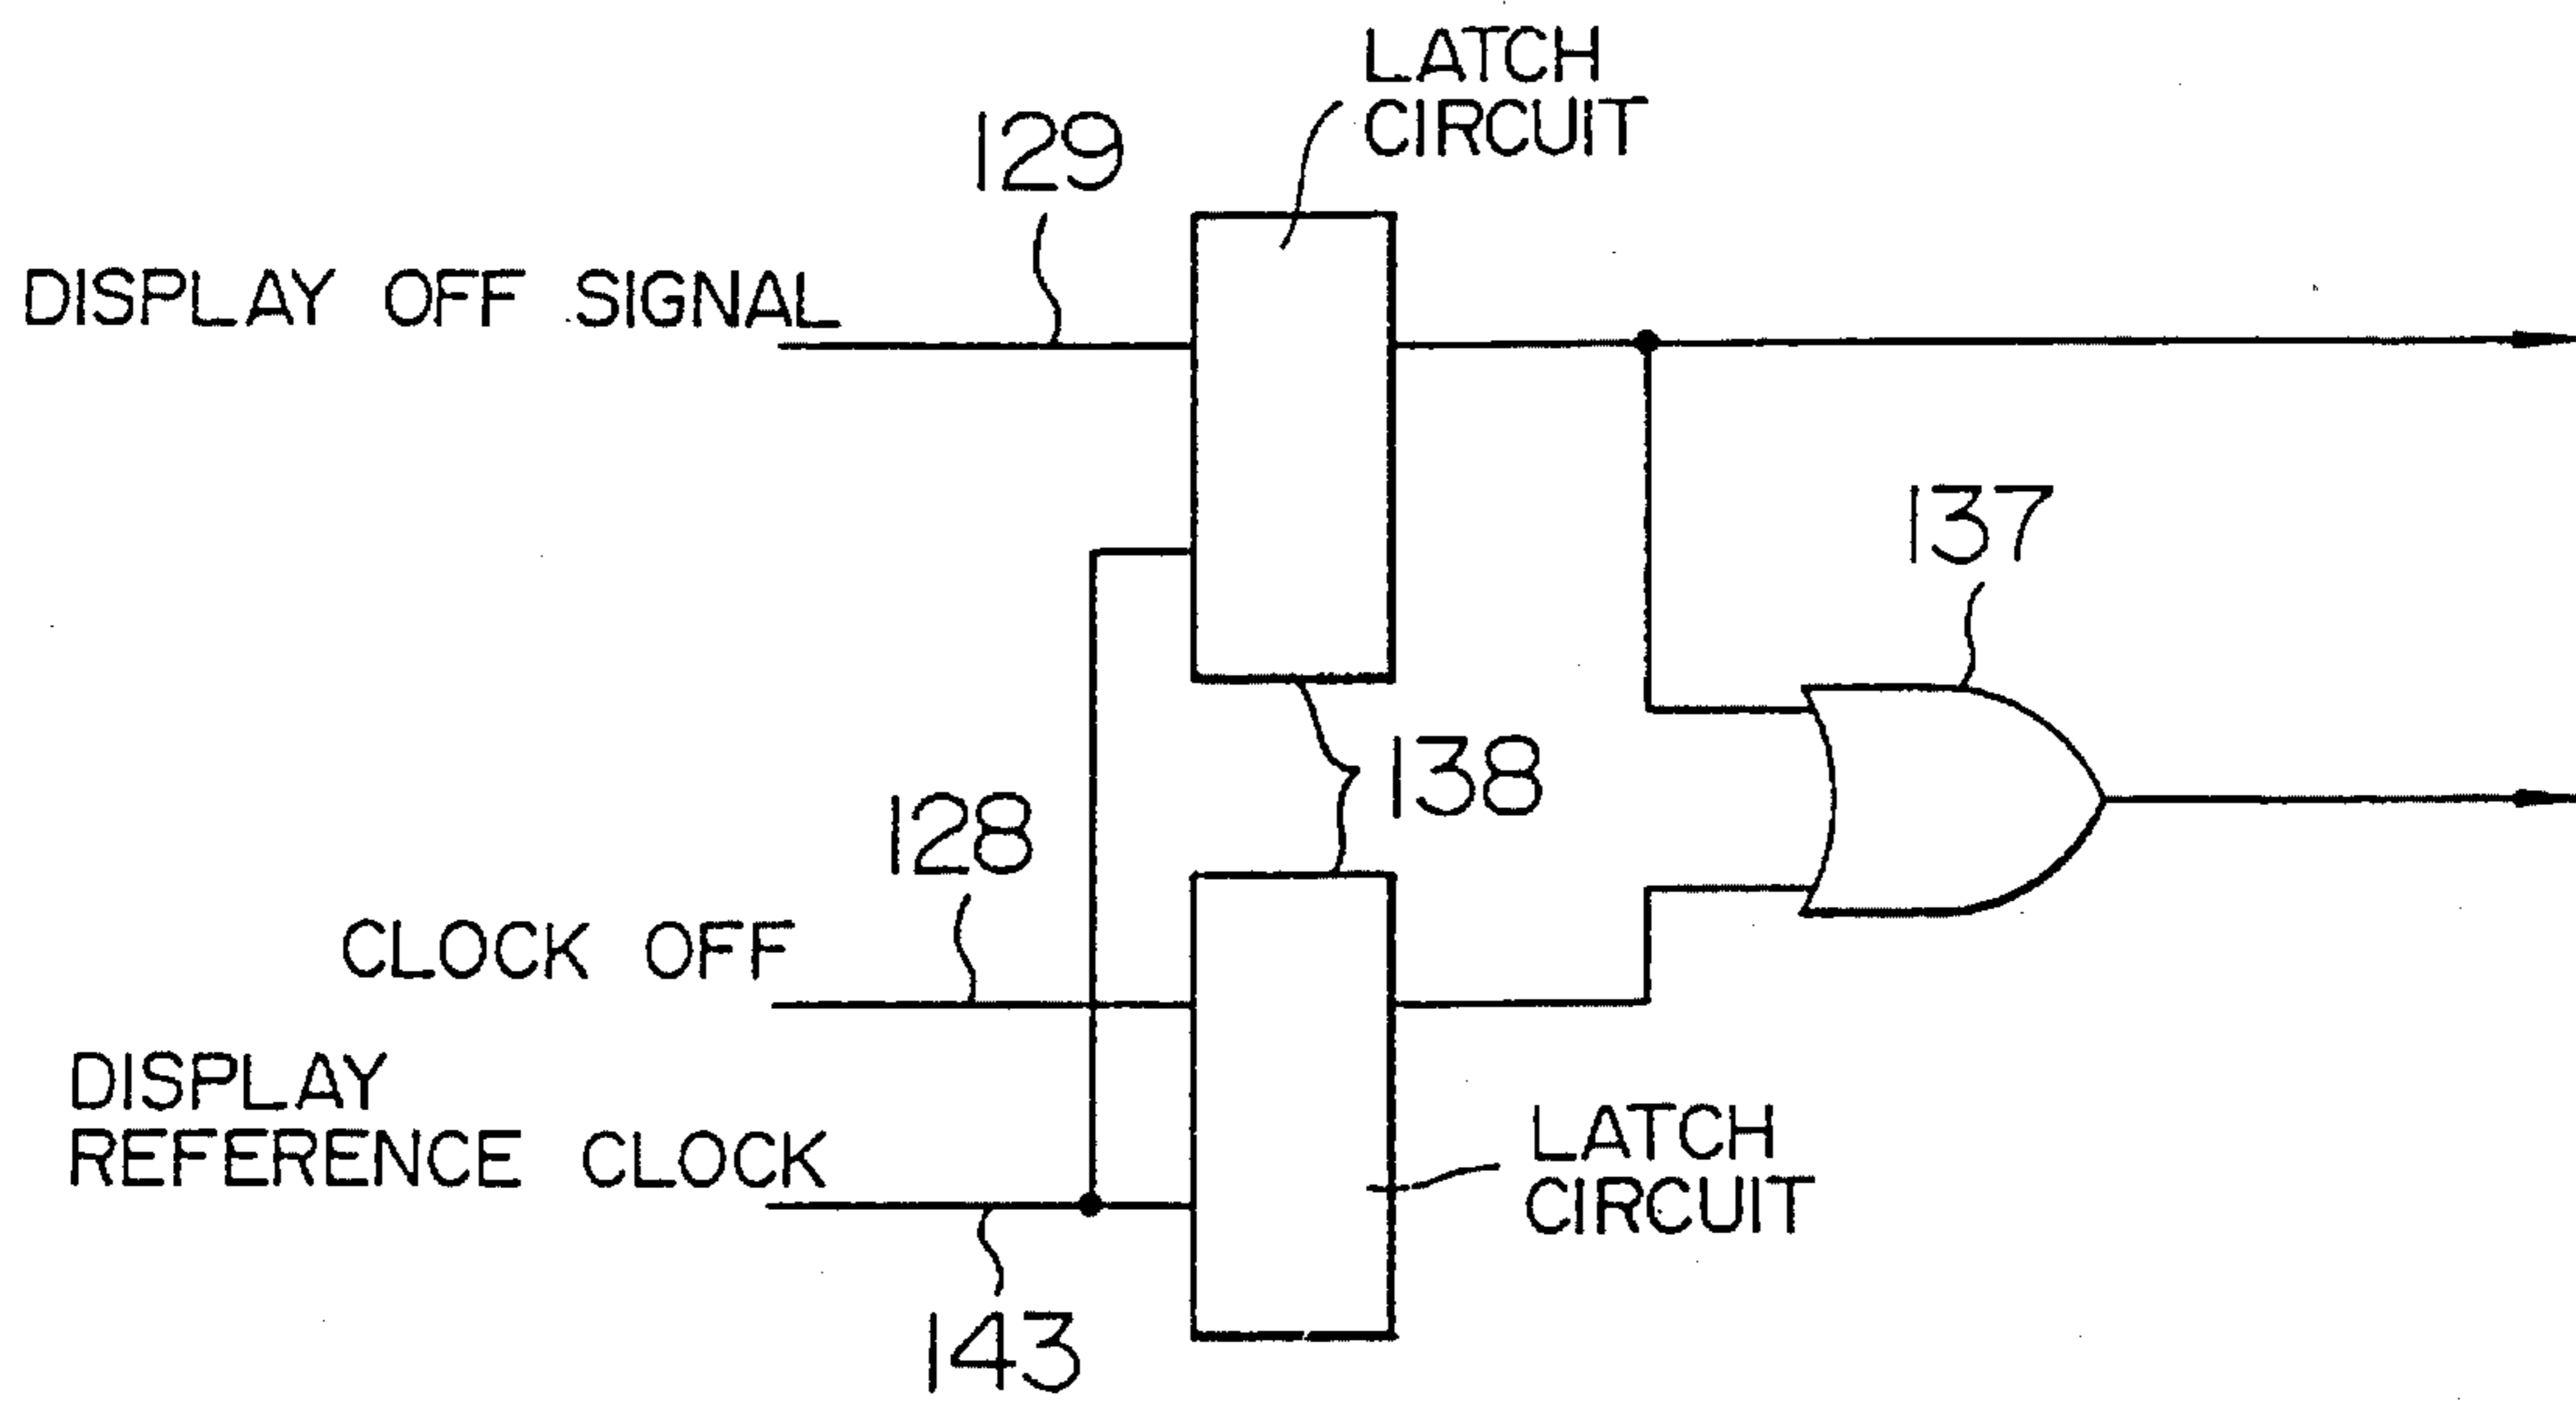 LATCH
CIRCUIT
129
DISPLAY OFF SIGNAL
137
138
128
CLOCK OFF
DISPLAY
REFERENCE CLOCK
LATCH
CIRCUIT
143